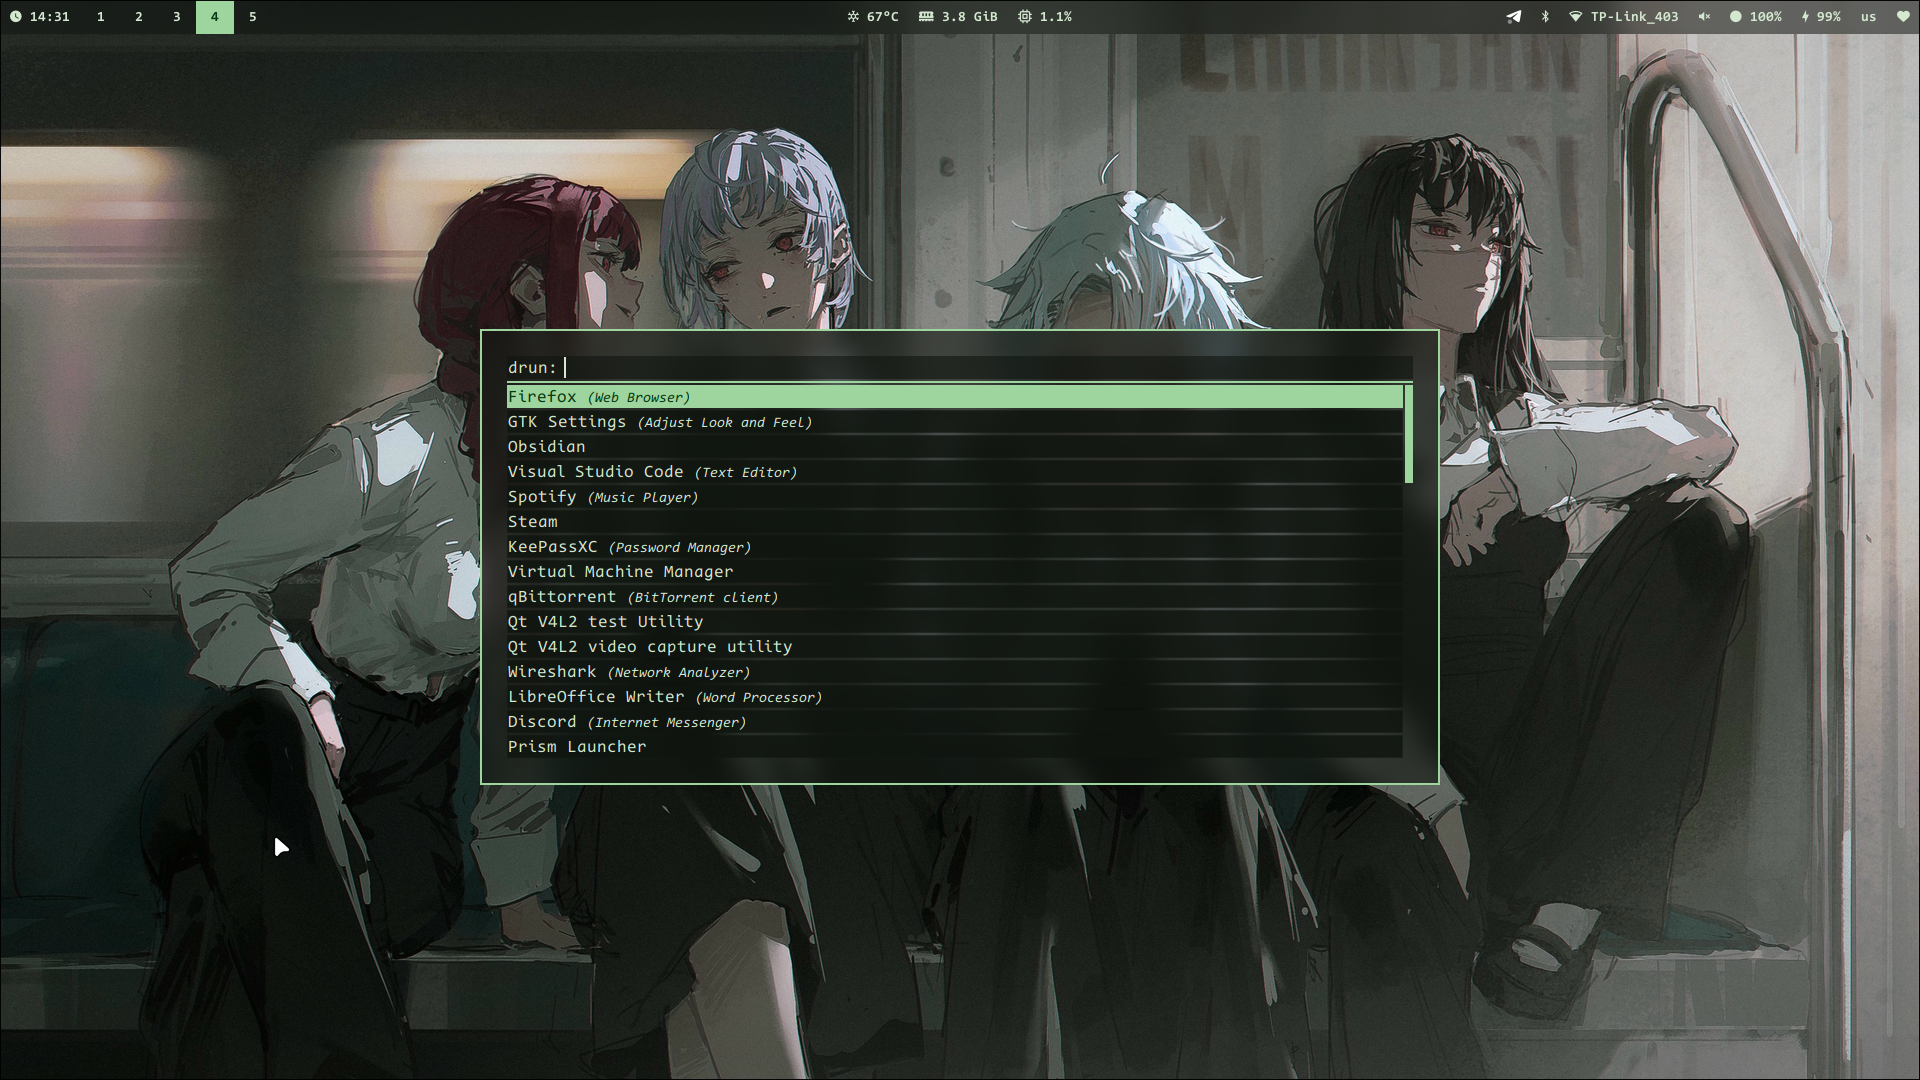 14:31 1 2 3 4 5 67°C 3.8 GiB 1.1% TP-Link_403 100% 99% us
drun:
Firefox (Web Browser)
GTK Settings (Adjust Look and Feel)
Obsidian
Visual Studio Code (Text Editor)
Spotify (Music Player)
Steam
KeePassXC (Password Manager)
Virtual Machine Manager
qBittorrent (BitTorrent client)
Qt V4L2 test Utility
Qt V4L2 video capture utility
Wireshark (Network Analyzer)
LibreOffice Writer (Word Processor)
Discord (Internet Messenger)
Prism Launcher